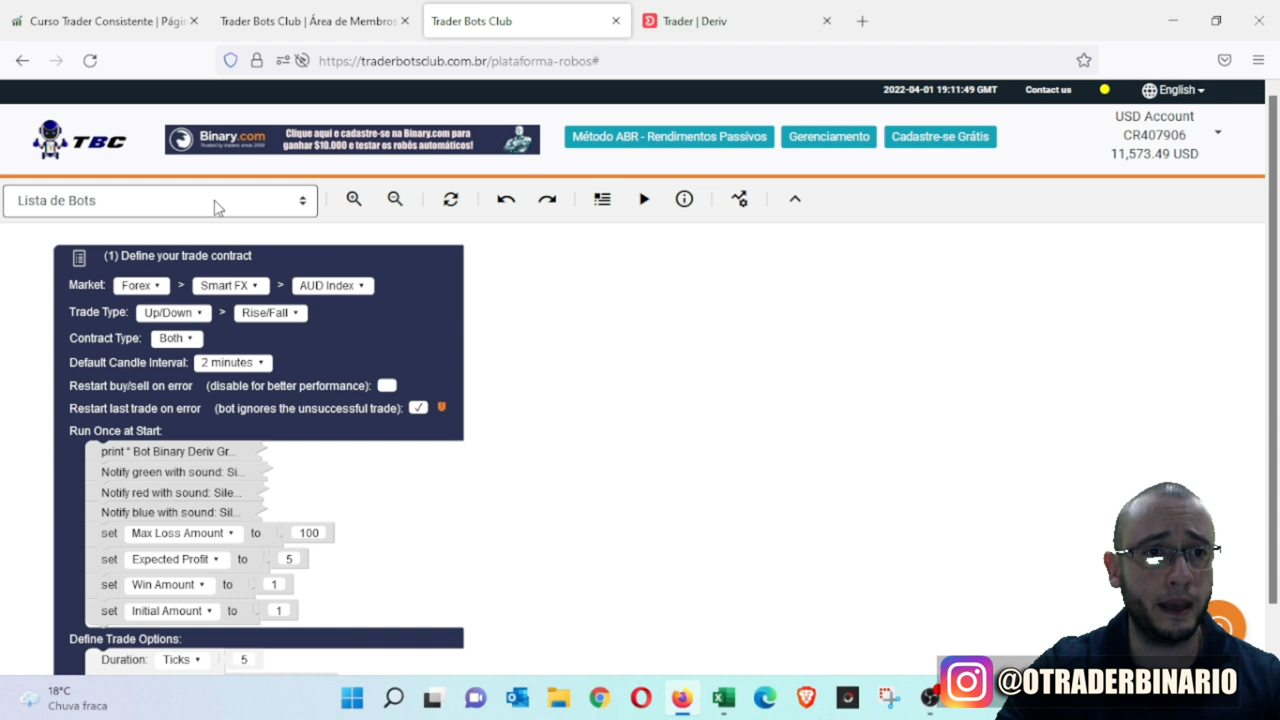 Curso Trader Consistente | Págin
Trader Bots Club | Área de Membros
Trader Bots Club
Trader | Deriv
https://traderbotsclub.com.br/plataforma-robos#
2022-04-01 19:11:49 GMT
Contact us
English
TBC
Binary.com
Clique aqui e cadastre-se na Binary.com para
ganhar $10.000 e testar os robôs automáticos!
Método ABR - Rendimentos Passivos
Gerenciamento
Cadastre-se Grátis
USD Account
CR407906
11,573.49 USD
Lista de Bots
(1) Define your trade contract
Market: Forex > Smart FX > AUD Index
Trade Type: Up/Down > Rise/Fall
Contract Type: Both
Default Candle Interval: 2 minutes
Restart buy/sell on error (disable for better performance):
Restart last trade on error (bot ignores the unsuccessful trade):
Run Once at Start:
print " Bot Binary Deriv Gr...
Notify green with sound: Si...
Notify red with sound: Sile...
Notify blue with sound: Sil...
set Max Loss Amount to 100
set Expected Profit to 5
set Win Amount to 1
set Initial Amount to 1
Define Trade Options:
Duration: Ticks 5
18°C
Chuva fraca
@OTRADERBINARIO